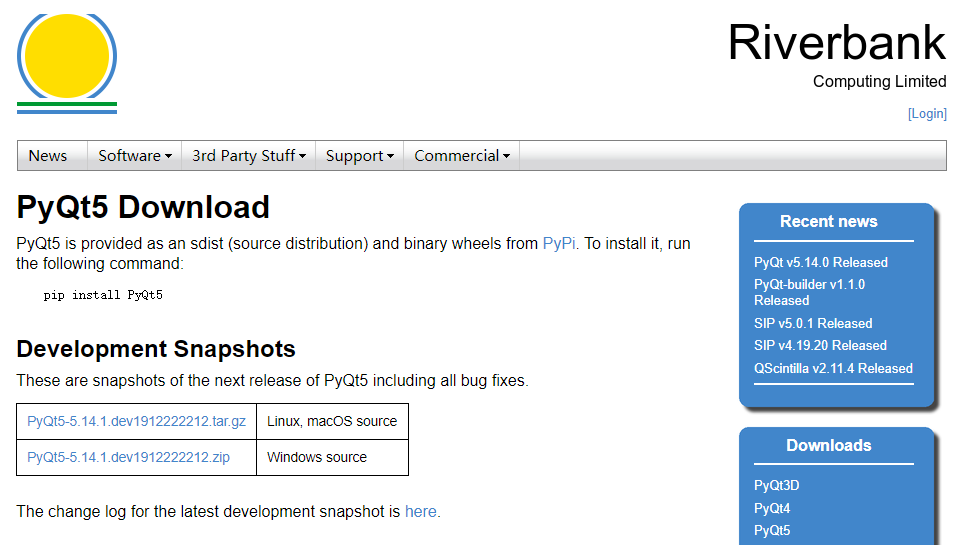 Riverbank
Computing Limited
[Login]
News
Software
3rd Party Stuff
Support
Commercial
PyQt5 Download
PyQt5 is provided as an sdist (source distribution) and binary wheels from PyPi. To install it, run
the following command:
pip install PyQt5
Development Snapshots
These are snapshots of the next release of PyQt5 including all bug fixes.
PyQt5-5.14.1.dev1912222212.tar.gz Linux, macOS source
PyQt5-5.14.1.dev1912222212.zip Windows source
The change log for the latest development snapshot is here.
Recent news
PyQt v5.14.0 Released
PyQt-builder v1.1.0
Released
SIP v5.0.1 Released
SIP v4.19.20 Released
QScintilla v2.11.4 Released
Downloads
PyQt3D
PyQt4
PyQt5